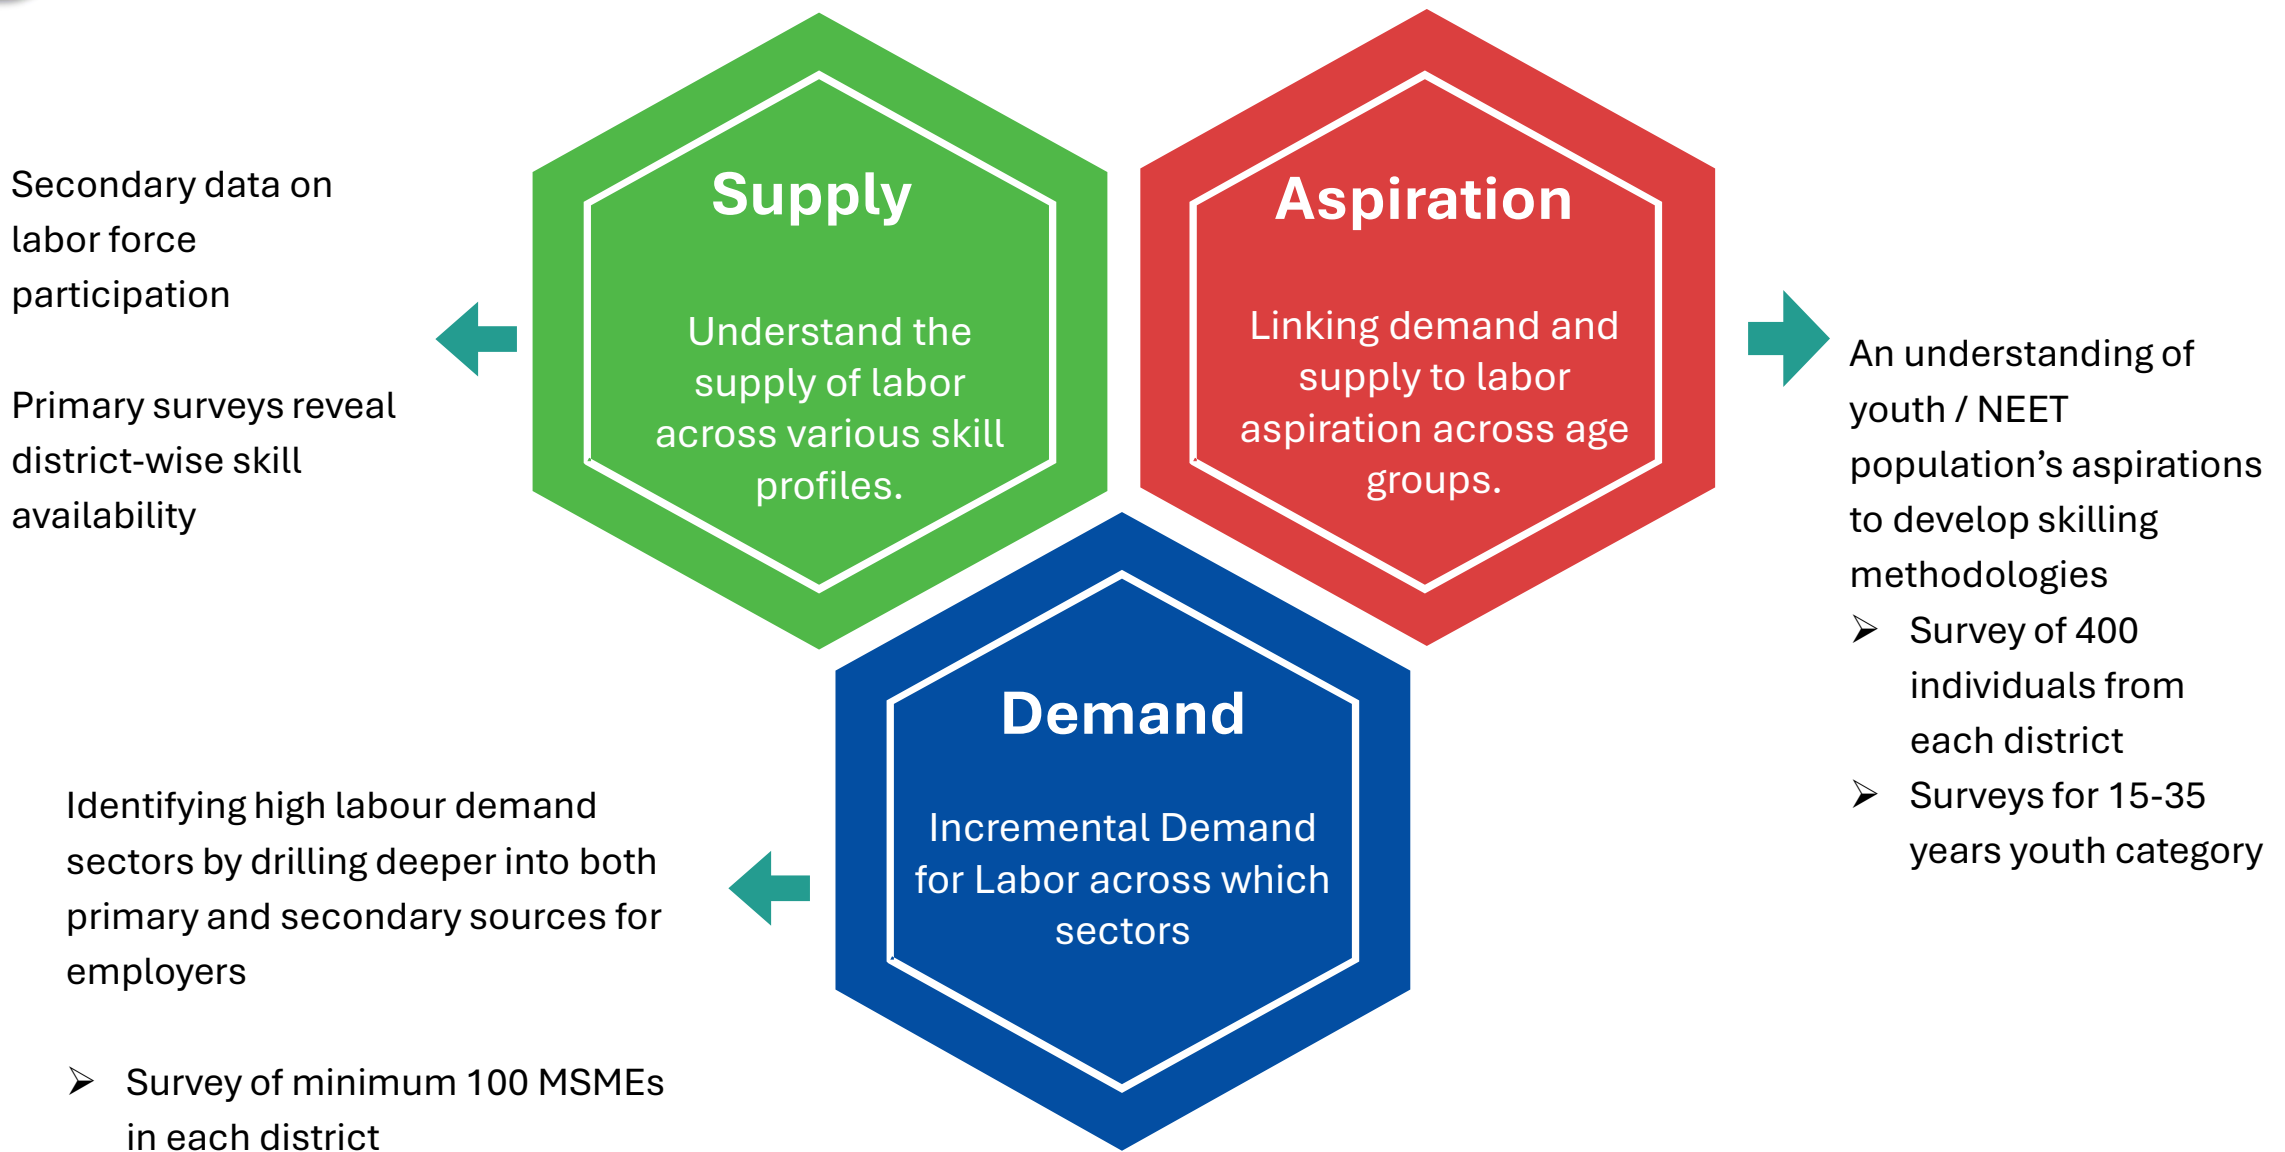 Supply
Understand the
supply of labor
across various skill
profiles.
Secondary data on
labor force
participation
Primary surveys reveal
district-wise skill
availability
Aspiration
Linking demand and
supply to labor
aspiration across age
groups.
An understanding of
youth / NEET
population’s aspirations
to develop skilling
methodologies
➢ Survey of 400
individuals from
each district
➢ Surveys for 15-35
years youth category
Demand
Incremental Demand
for Labor across which
sectors
Identifying high labour demand
sectors by drilling deeper into both
primary and secondary sources for
employers
➢ Survey of minimum 100 MSMEs
in each district